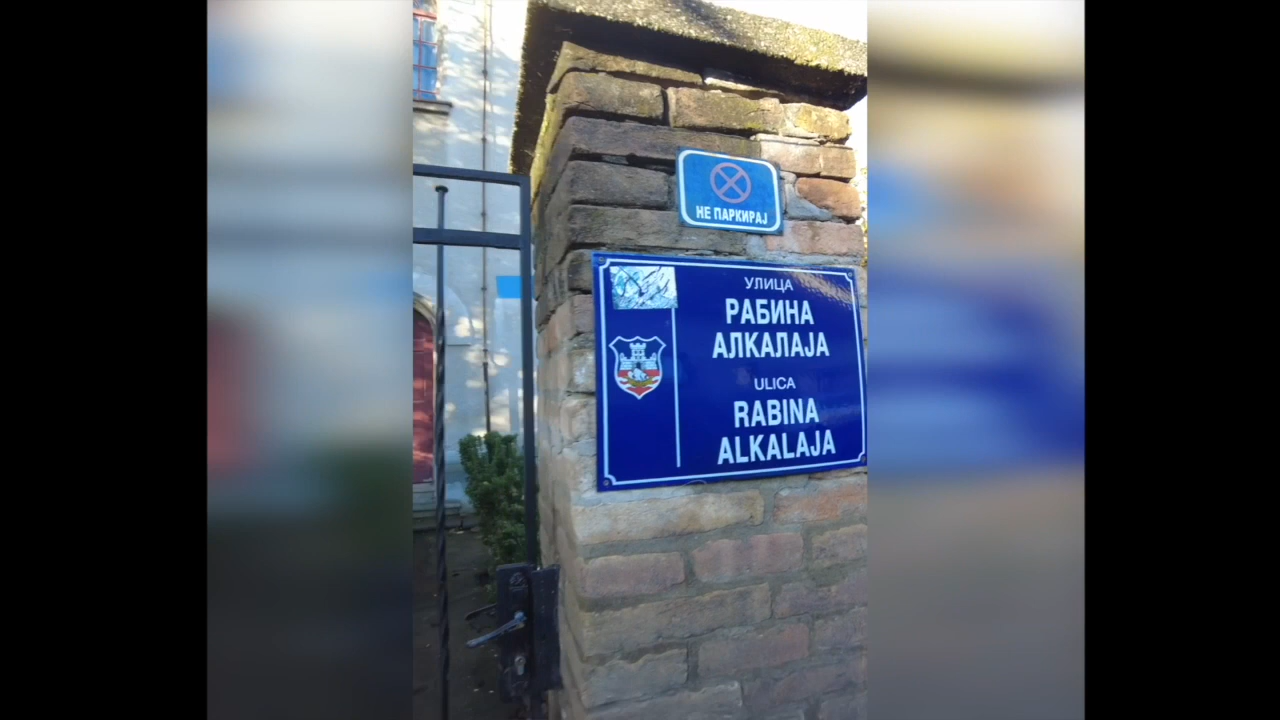 НЕ ПАРКИРАЈ
УЛИЦА
РАБИНА
АЛКАЛАЈА
ULICA
RABINA
ALKALAJA